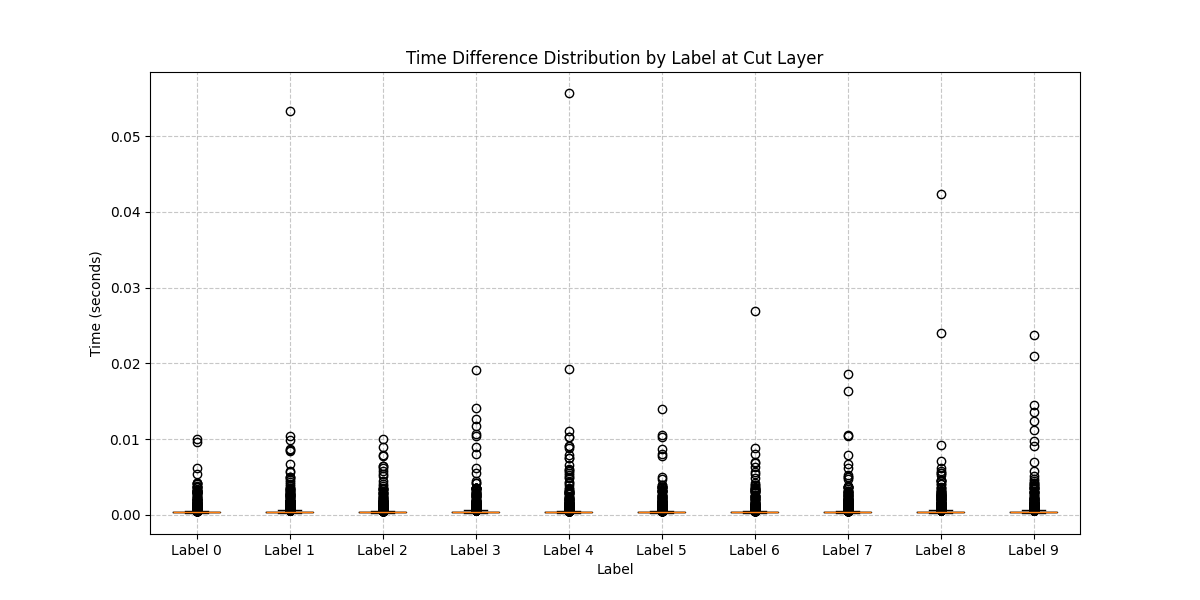 Time Difference Distribution by Label at Cut Layer
Time (seconds)
0.05
0.04
0.03
0.02
0.01
0.00
Label 0 Label 1 Label 2 Label 3 Label 4 Label 5 Label 6 Label 7 Label 8 Label 9
Label